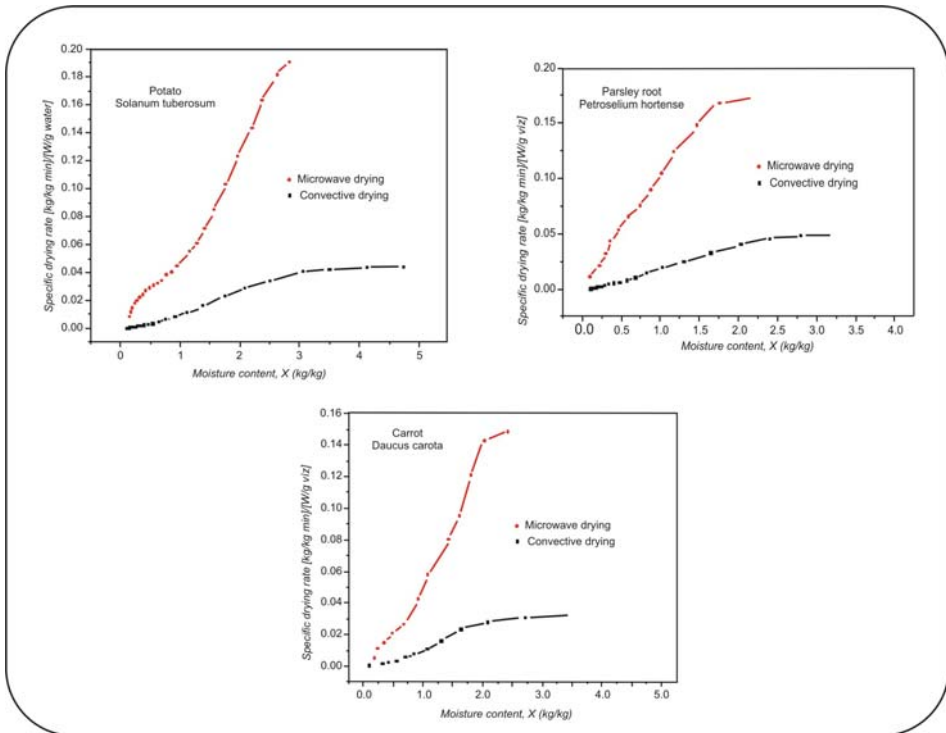 Specific drying rate [kg/kg min]/[W/g water]
0.20
0.18
0.16
0.14
0.12
0.10
0.08
0.06
0.04
0.02
0.00
Potato
Solanum tuberosum
Microwave drying
Convective drying
0 1 2 3 4 5
Moisture content, X (kg/kg)
Specific drying rate [kg/kg min]/[W/g víz]
0.20
0.15
0.10
0.05
0.00
Parsley root
Petroselium hortense
Microwave drying
Convective drying
0.0 0.5 1.0 1.5 2.0 2.5 3.0 3.5 4.0
Moisture content, X (kg/kg)
Specific drying rate [kg/kg min]/[W/g víz]
0.16
0.14
0.12
0.10
0.08
0.06
0.04
0.02
0.00
Carrot
Daucus carota
Microwave drying
Convective drying
0.0 1.0 2.0 3.0 4.0 5.0
Moisture content, X (kg/kg)